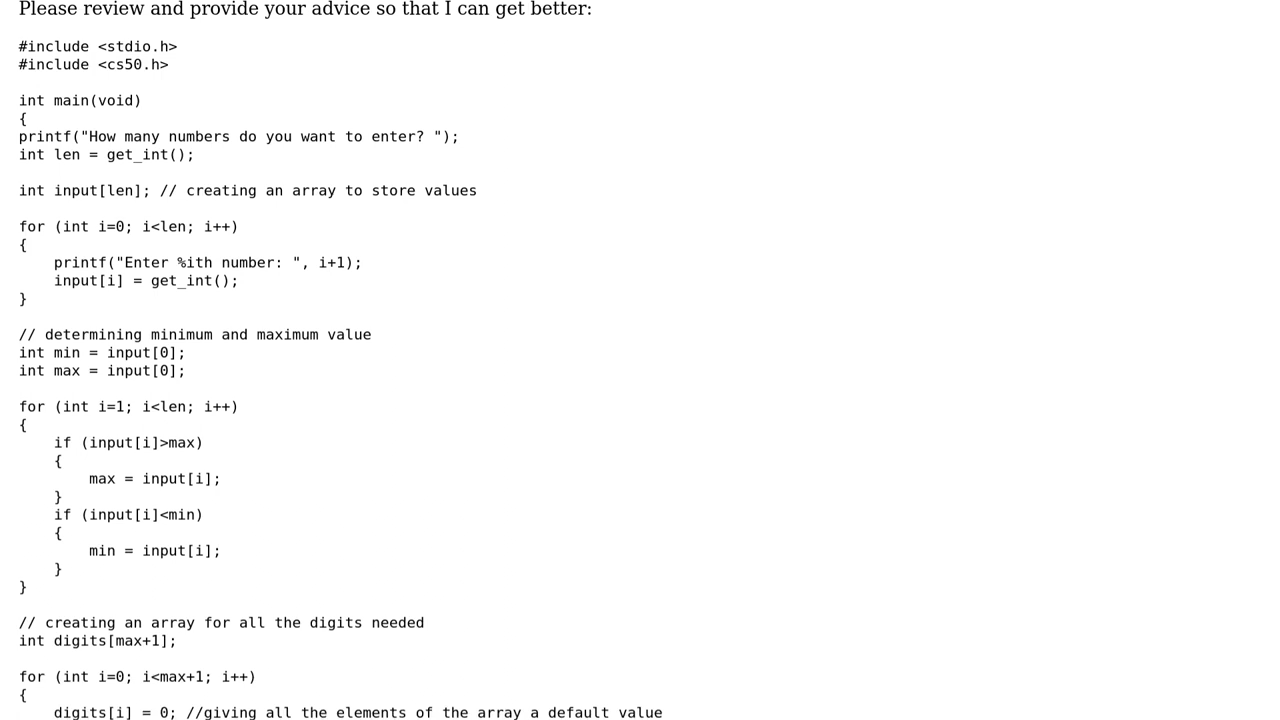 Please review and provide your advice so that I can get better:
#include <stdio.h>
#include <cs50.h>
int main(void)
{
printf("How many numbers do you want to enter? ");
int len = get_int();
int input[len]; // creating an array to store values
for (int i=0; i<len; i++)
{
    printf("Enter %ith number: ", i+1);
    input[i] = get_int();
}
// determining minimum and maximum value
int min = input[0];
int max = input[0];
for (int i=1; i<len; i++)
{
    if (input[i]>max)
    {
        max = input[i];
    }
    if (input[i]<min)
    {
        min = input[i];
    }
}
// creating an array for all the digits needed
int digits[max+1];
for (int i=0; i<max+1; i++)
{
    digits[i] = 0; //giving all the elements of the array a default value